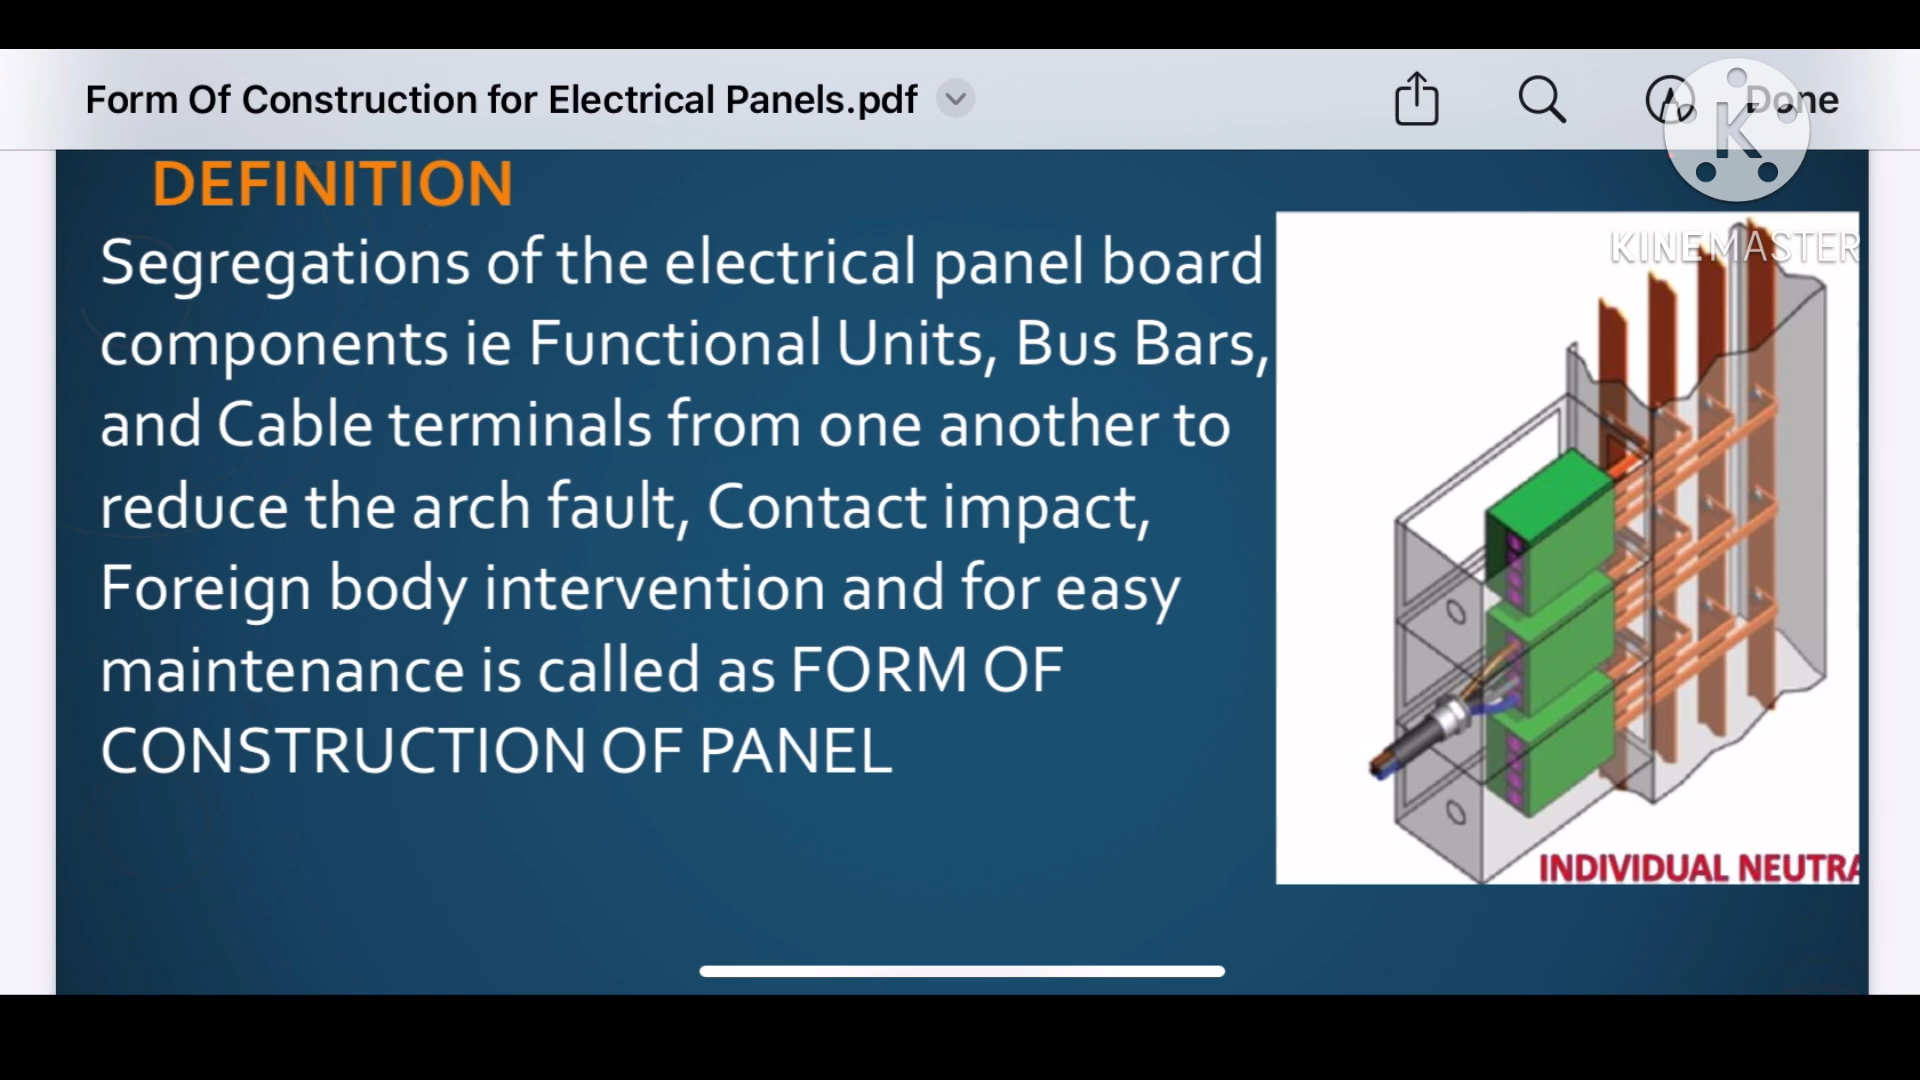 Form Of Construction for Electrical Panels.pdf
Done
K
KINEMASTER
DEFINITION
Segregations of the electrical panel board
components ie Functional Units, Bus Bars,
and Cable terminals from one another to
reduce the arch fault, Contact impact,
Foreign body intervention and for easy
maintenance is called as FORM OF
CONSTRUCTION OF PANEL
INDIVIDUAL NEUTRA